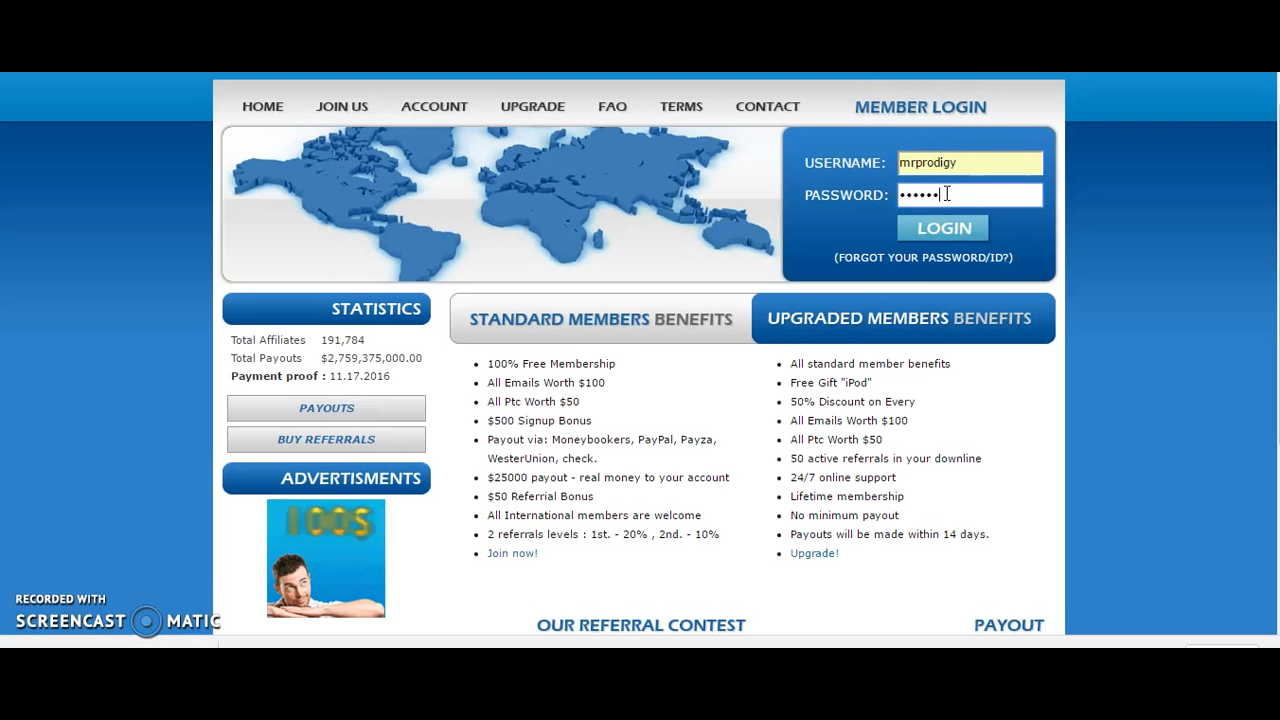 HOME JOIN US ACCOUNT UPGRADE FAQ TERMS CONTACT MEMBER LOGIN
USERNAME: mrprodigy
PASSWORD: ••••••
LOGIN
(FORGOT YOUR PASSWORD/ID?)
STATISTICS
Total Affiliates 191,784
Total Payouts $2,759,375,000.00
Payment proof : 11.17.2016
PAYOUTS
BUY REFERRALS
ADVERTISMENTS
100$
STANDARD MEMBERS BENEFITS
100% Free Membership
All Emails Worth $100
All Ptc Worth $50
$500 Signup Bonus
Payout via: Moneybookers, PayPal, Payza,
WesterUnion, check.
$25000 payout - real money to your account
$50 Referrial Bonus
All International members are welcome
2 referrals levels : 1st. - 20% , 2nd. - 10%
Join now!
UPGRADED MEMBERS BENEFITS
All standard member benefits
Free Gift "iPod"
50% Discount on Every
All Emails Worth $100
All Ptc Worth $50
50 active referrals in your downline
24/7 online support
Lifetime membership
No minimum payout
Payouts will be made within 14 days.
Upgrade!
OUR REFERRAL CONTEST
PAYOUT
RECORDED WITH
SCREENCAST MATIC